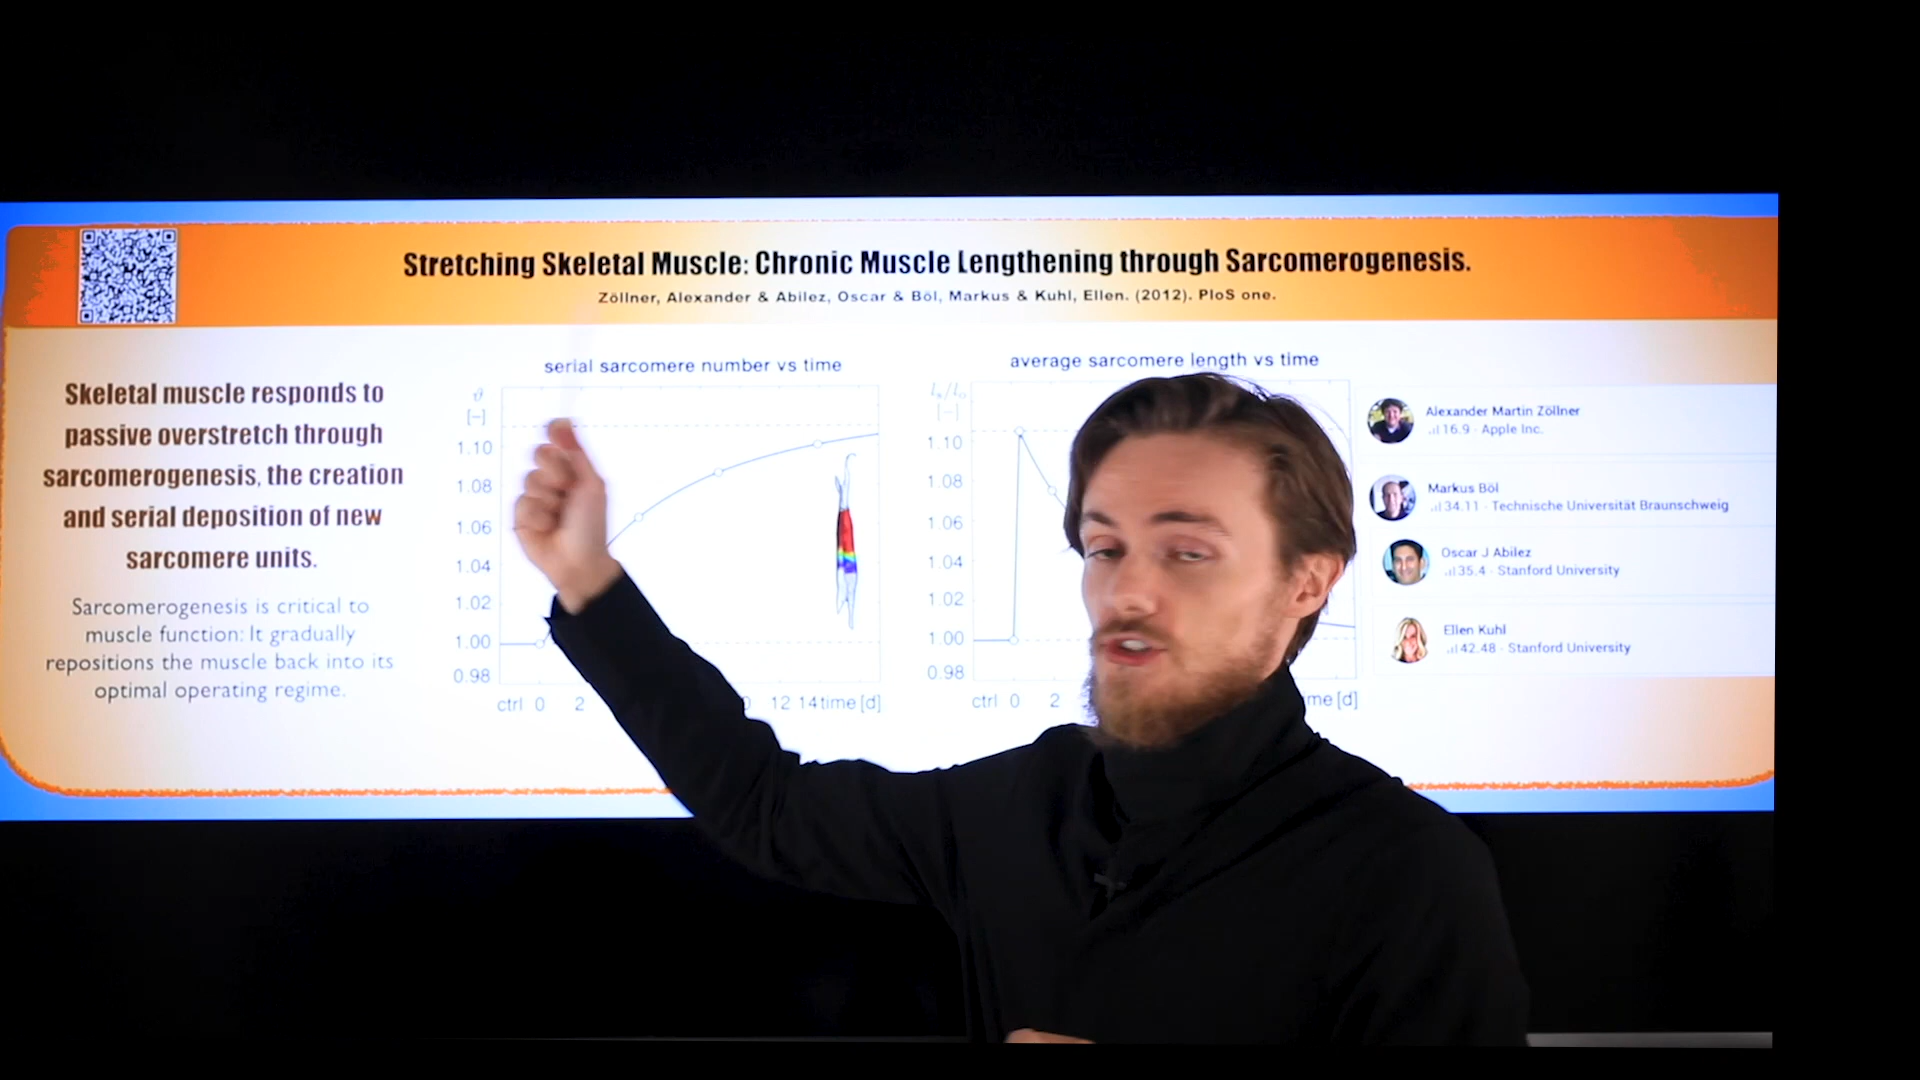 Stretching Skeletal Muscle: Chronic Muscle Lengthening through Sarcomerogenesis.
Zöllner, Alexander & Abilez, Oscar & Böl, Markus & Kuhl, Ellen. (2012). PloS one.
Skeletal muscle responds to
passive overstretch through
sarcomerogenesis, the creation
and serial deposition of new
sarcomere units.
Sarcomerogenesis is critical to
muscle function: It gradually
repositions the muscle back into its
optimal operating regime.
serial sarcomere number vs time
ϑ
[−]
1.10
1.08
1.06
1.04
1.02
1.00
0.98
ctrl 0 2 12 14 time [d]
average sarcomere length vs time
[−]
1.10
1.08
1.06
1.04
1.02
1.00
0.98
ctrl 0 2 me [d]
Alexander Martin Zöllner
16.9 · Apple Inc.
Markus Böl
34.11 · Technische Universität Braunschweig
Oscar J Abilez
35.4 · Stanford University
Ellen Kuhl
42.48 · Stanford University